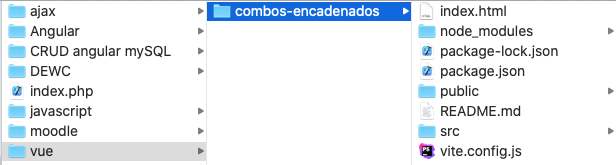 ajax
Angular
CRUD angular mySQL
DEWC
index.php
javascript
moodle
vue
combos-encadenados
index.html
node_modules
package-lock.json
package.json
public
README.md
src
vite.config.js